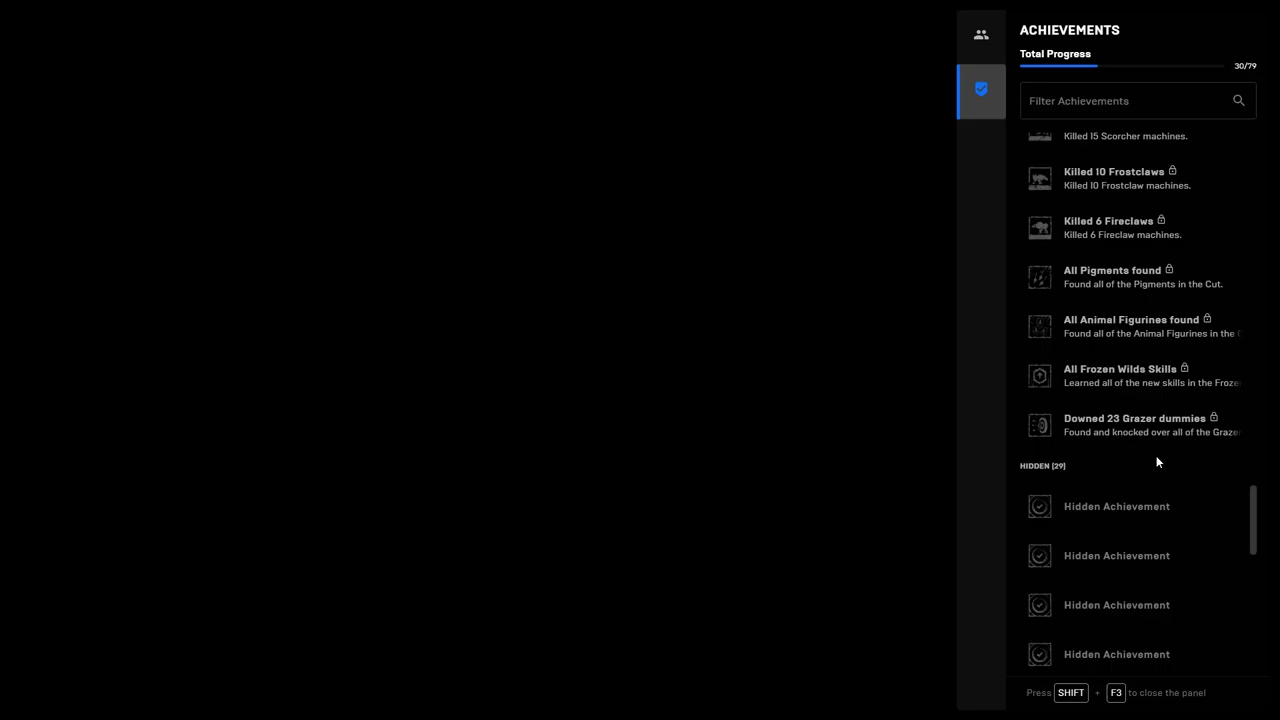 ACHIEVEMENTS
Total Progress
30/79
Filter Achievements
Killed 15 Scorcher machines.
Killed 10 Frostclaws
Killed 10 Frostclaw machines.
Killed 6 Fireclaws
Killed 6 Fireclaw machines.
All Pigments found
Found all of the Pigments in the Cut.
All Animal Figurines found
Found all of the Animal Figurines in the
All Frozen Wilds Skills
Learned all of the new skills in the Froze
Downed 23 Grazer dummies
Found and knocked over all of the Graze
HIDDEN [29]
Hidden Achievement
Hidden Achievement
Hidden Achievement
Hidden Achievement
Press SHIFT + F3 to close the panel